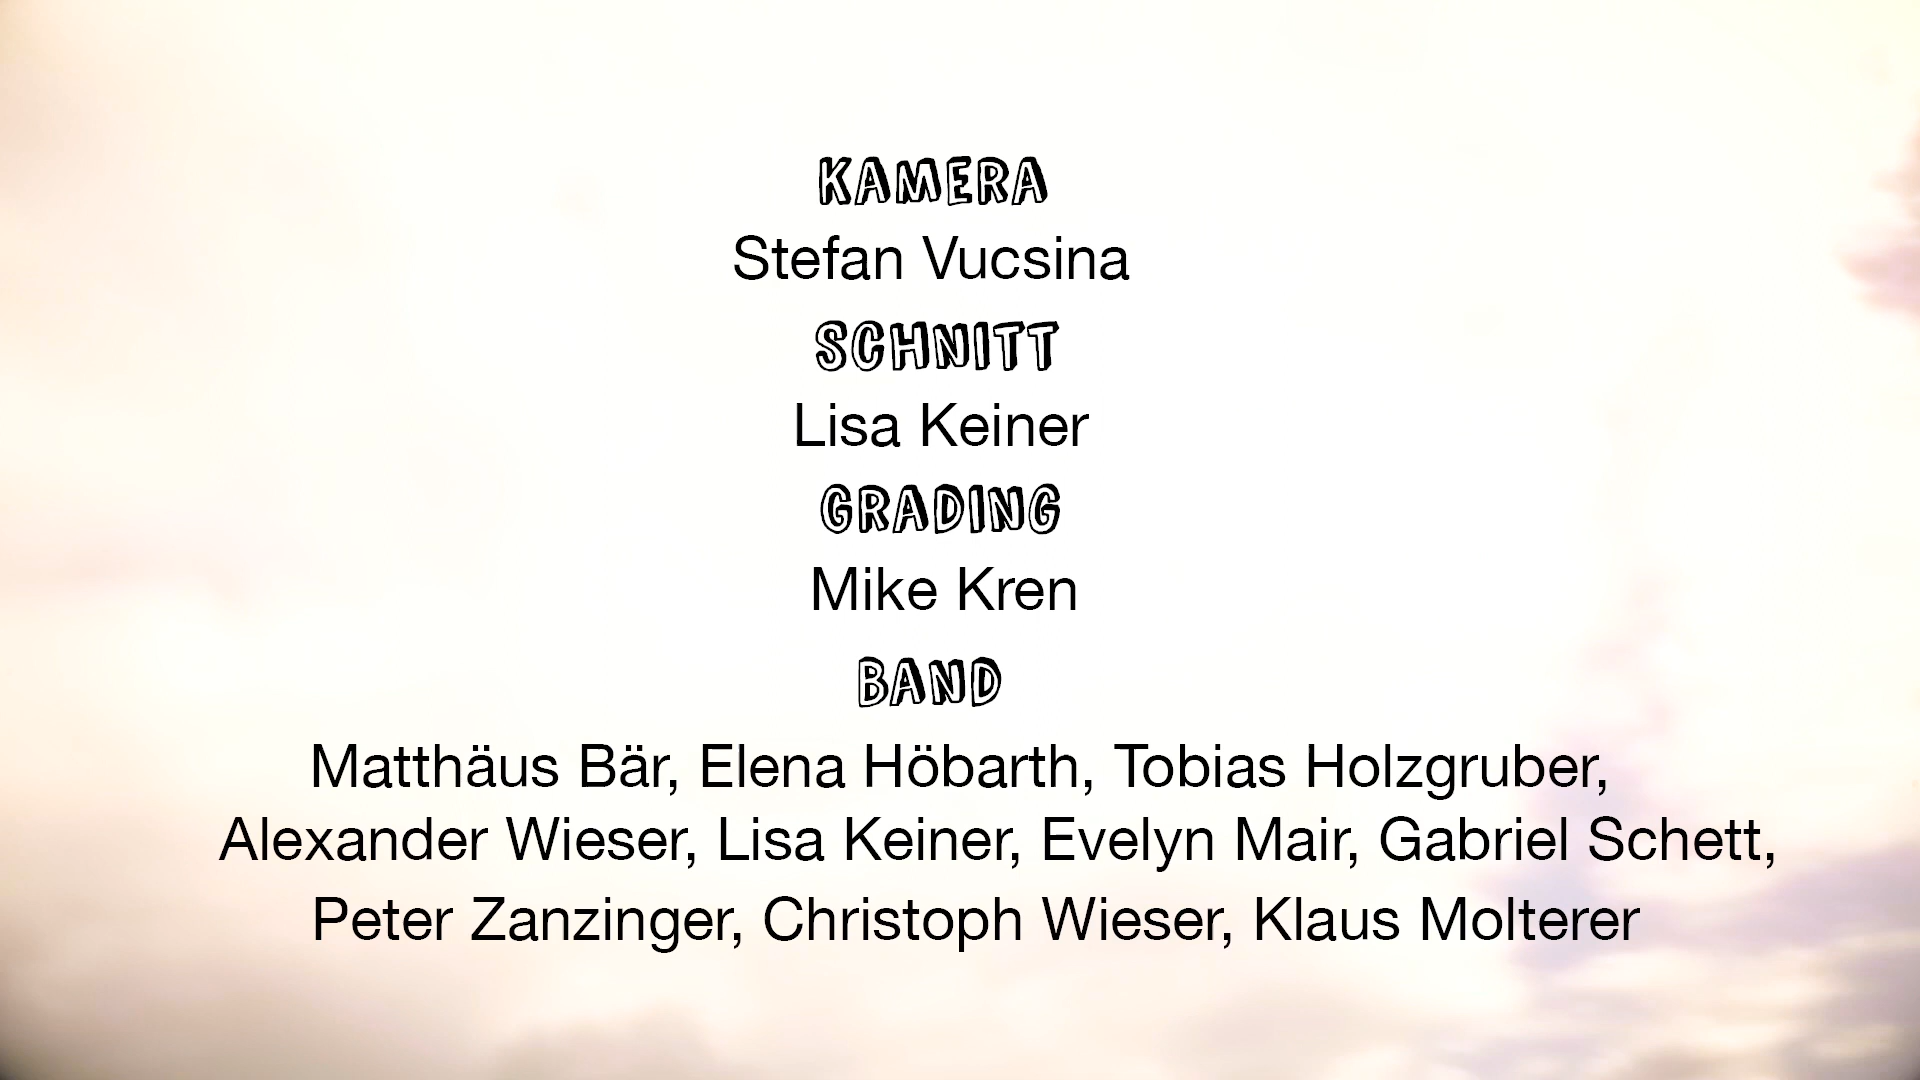 KAMERA
Stefan Vucsina
SCHNITT
Lisa Keiner
GRADING
Mike Kren
BAND
Matthäus Bär, Elena Höbarth, Tobias Holzgruber,
Alexander Wieser, Lisa Keiner, Evelyn Mair, Gabriel Schett,
Peter Zanzinger, Christoph Wieser, Klaus Molterer